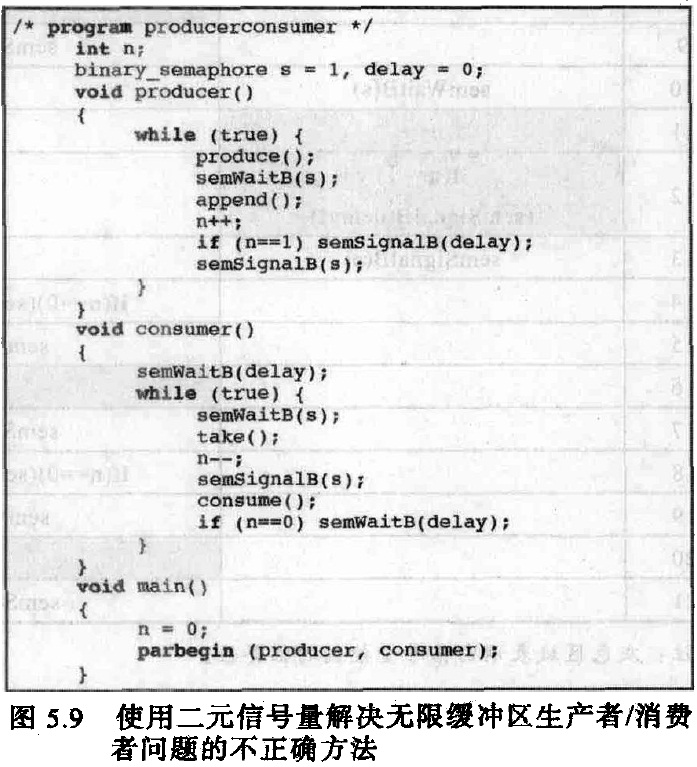 /* program producerconsumer */
int n;
binary_semaphore s = 1, delay = 0;
void producer()
{
while (true) {
produce();
semWaitB(s);
append();
n++;
if (n==1) semSignalB(delay);
semSignalB(s);
}
}
void consumer()
{
semWaitB(delay);
while (true) {
semWaitB(s);
take();
n--;
semSignalB(s);
consume();
if (n==0) semWaitB(delay);
}
}
void main()
{
n = 0;
parbegin (producer, consumer);
}
图 5.9 使用二元信号量解决无限缓冲区生产者/消费
者问题的不正确方法